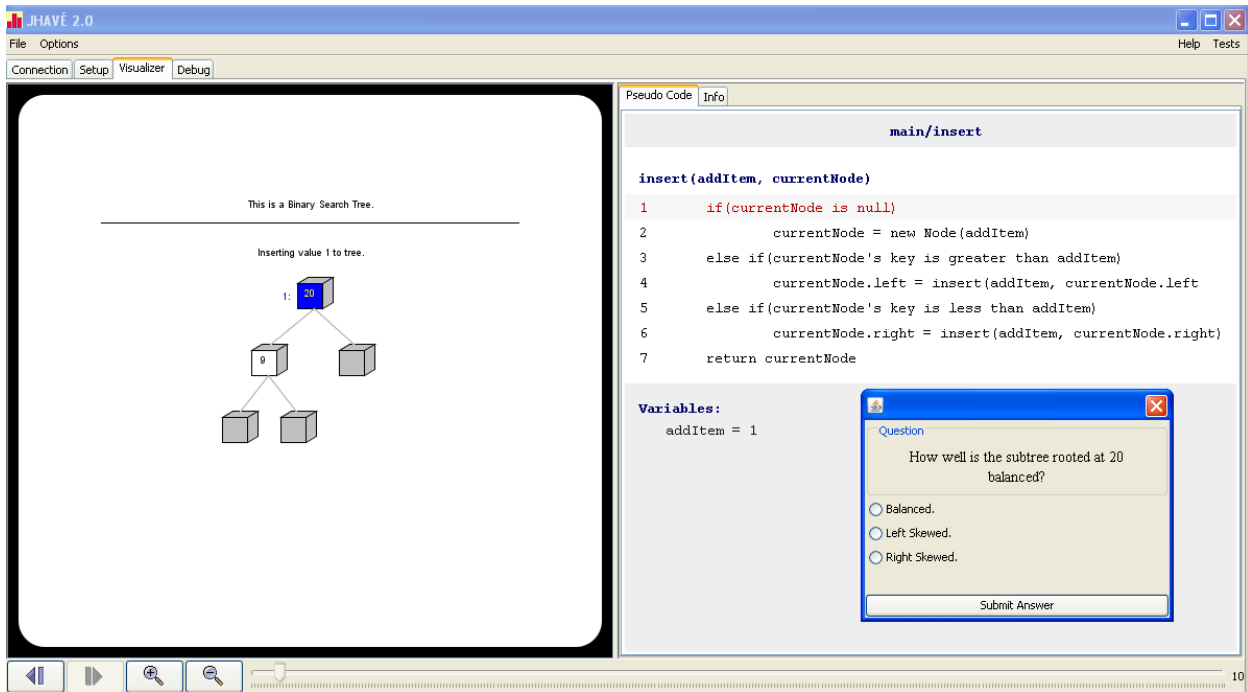 JHAVÉ 2.0
File Options
Help Tests
Connection Setup Visualizer Debug
This is a Binary Search Tree.
Inserting value 1 to tree.
1: 20
9
Pseudo Code Info
main/insert
insert(addItem, currentNode)
1 if(currentNode is null)
2 currentNode = new Node(addItem)
3 else if(currentNode's key is greater than addItem)
4 currentNode.left = insert(addItem, currentNode.left
5 else if(currentNode's key is less than addItem)
6 currentNode.right = insert(addItem, currentNode.right)
7 return currentNode
Variables:
addItem = 1
Question
How well is the subtree rooted at 20
balanced?
Balanced.
Left Skewed.
Right Skewed.
Submit Answer
10